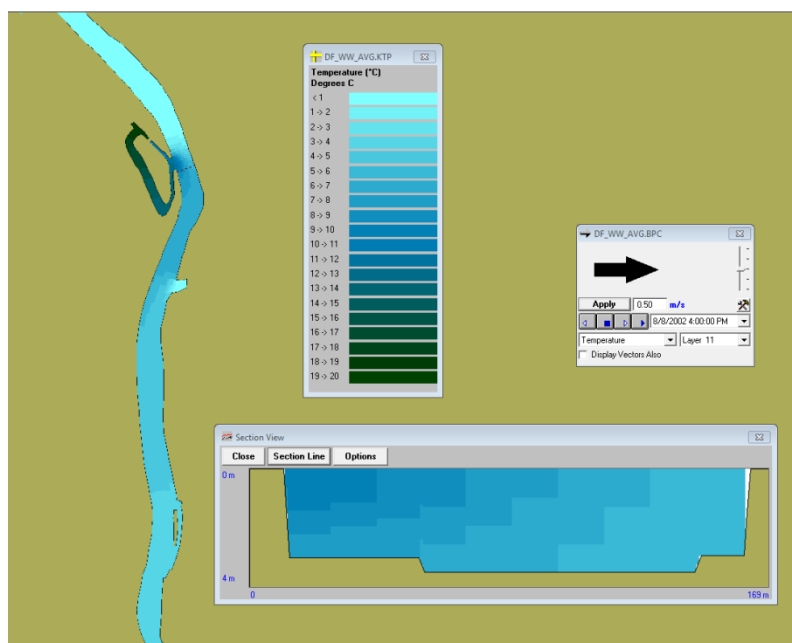 DF_WW_AVG.KTP
Temperature (°C)
Degrees C
< 1
1 -> 2
2 -> 3
3 -> 4
4 -> 5
5 -> 6
6 -> 7
7 -> 8
8 -> 9
9 -> 10
10 -> 11
11 -> 12
12 -> 13
13 -> 14
14 -> 15
15 -> 16
16 -> 17
17 -> 18
18 -> 19
19 -> 20
DF_WW_AVG.BPC
Apply 0.50 m/s
8/8/2002 4:00:00 PM
Temperature Layer 11
Display Vectors Also
Section View
Close Section Line Options
0 m
4 m
0 169 m